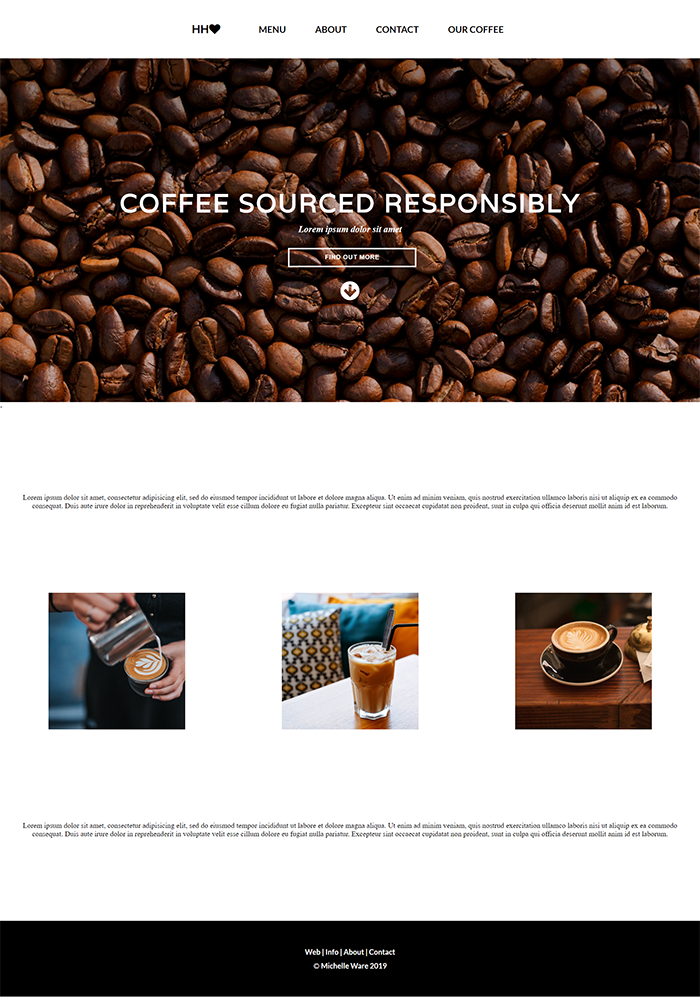 HH♥ MENU ABOUT CONTACT OUR COFFEE
COFFEE SOURCED RESPONSIBLY
Lorem ipsum dolor sit amet
FIND OUT MORE
Lorem ipsum dolor sit amet, consectetur adipisicing elit, sed do eiusmod tempor incididunt ut labore et dolore magna aliqua. Ut enim ad minim veniam, quis nostrud exercitation ullamco laboris nisi ut aliquip ex ea commodo
consequat. Duis aute irure dolor in reprehenderit in voluptate velit esse cillum dolore eu fugiat nulla pariatur. Excepteur sint occaecat cupidatat non proident, sunt in culpa qui officia deserunt mollit anim id est laborum.
Lorem ipsum dolor sit amet, consectetur adipisicing elit, sed do eiusmod tempor incididunt ut labore et dolore magna aliqua. Ut enim ad minim veniam, quis nostrud exercitation ullamco laboris nisi ut aliquip ex ea commodo
consequat. Duis aute irure dolor in reprehenderit in voluptate velit esse cillum dolore eu fugiat nulla pariatur. Excepteur sint occaecat cupidatat non proident, sunt in culpa qui officia deserunt mollit anim id est laborum.
Web | Info | About | Contact
© Michelle Ware 2019